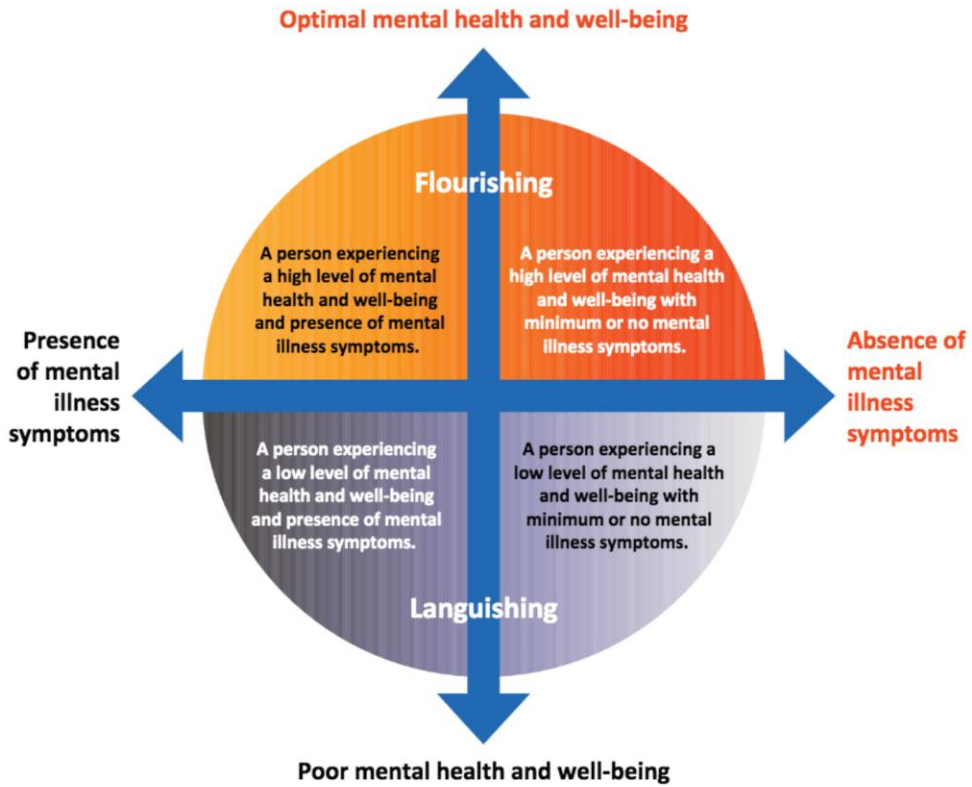 Optimal mental health and well-being
Flourishing
A person experiencing
a high level of mental
health and well-being
and presence of mental
illness symptoms.
A person experiencing a
high level of mental health
and well-being with
minimum or no mental
illness symptoms.
Presence
of mental
illness
symptoms
Absence of
mental
illness
symptoms
A person experiencing
a low level of mental
health and well-being
and presence of mental
illness symptoms.
A person experiencing a
low level of mental health
and well-being with
minimum or no mental
illness symptoms.
Languishing
Poor mental health and well-being